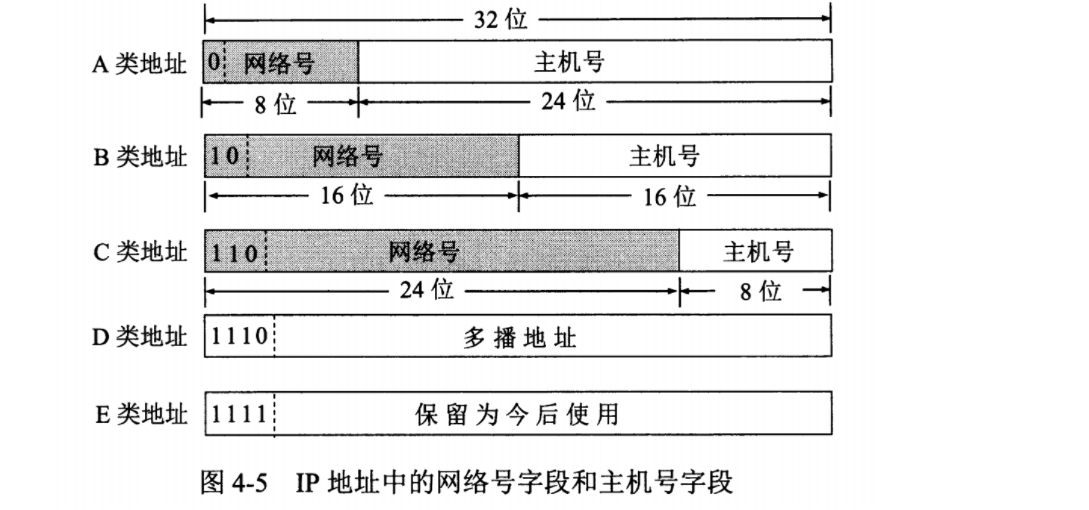 32 位
A 类地址 0 网络号 主机号
8 位 24 位
B 类地址 10 网络号 主机号
16 位 16 位
C 类地址 110 网络号 主机号
24 位 8 位
D 类地址 1110 多播地址
E 类地址 1111 保留为今后使用
图 4-5 IP 地址中的网络号字段和主机号字段